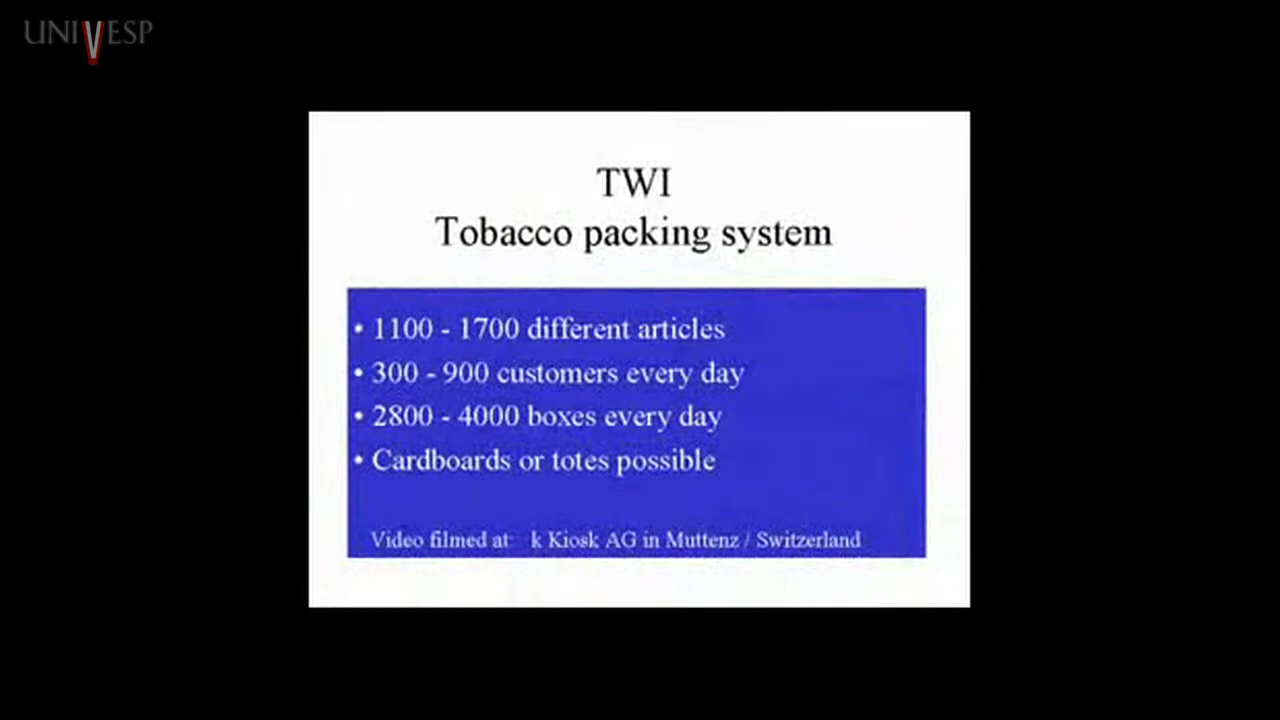 UNIVESP
TWI
Tobacco packing system
• 1100 - 1700 different articles
• 300 - 900 customers every day
• 2800 - 4000 boxes every day
• Cardboards or totes possible
Video filmed at: k Kiosk AG in Muttenz / Switzerland